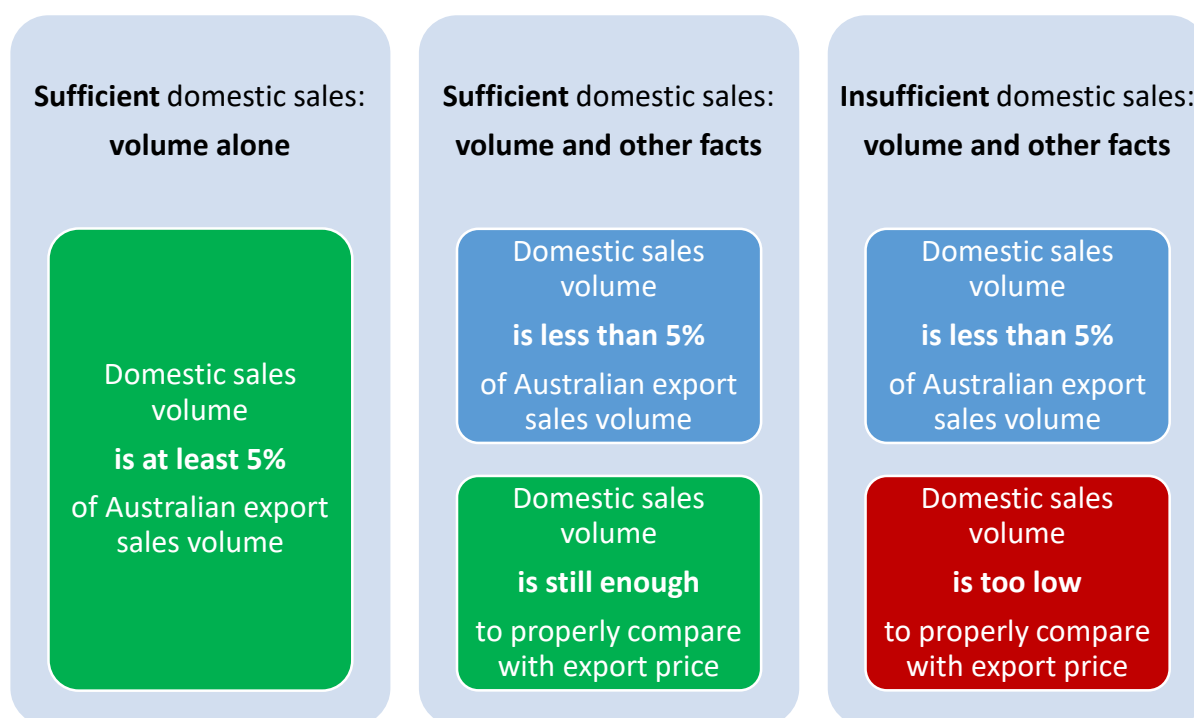 Sufficient domestic sales:
volume alone
Domestic sales
volume
is at least 5%
of Australian export
sales volume
Sufficient domestic sales:
volume and other facts
Domestic sales
volume
is less than 5%
of Australian export
sales volume
Domestic sales
volume
is still enough
to properly compare
with export price
Insufficient domestic sales:
volume and other facts
Domestic sales
volume
is less than 5%
of Australian export
sales volume
Domestic sales
volume
is too low
to properly compare
with export price